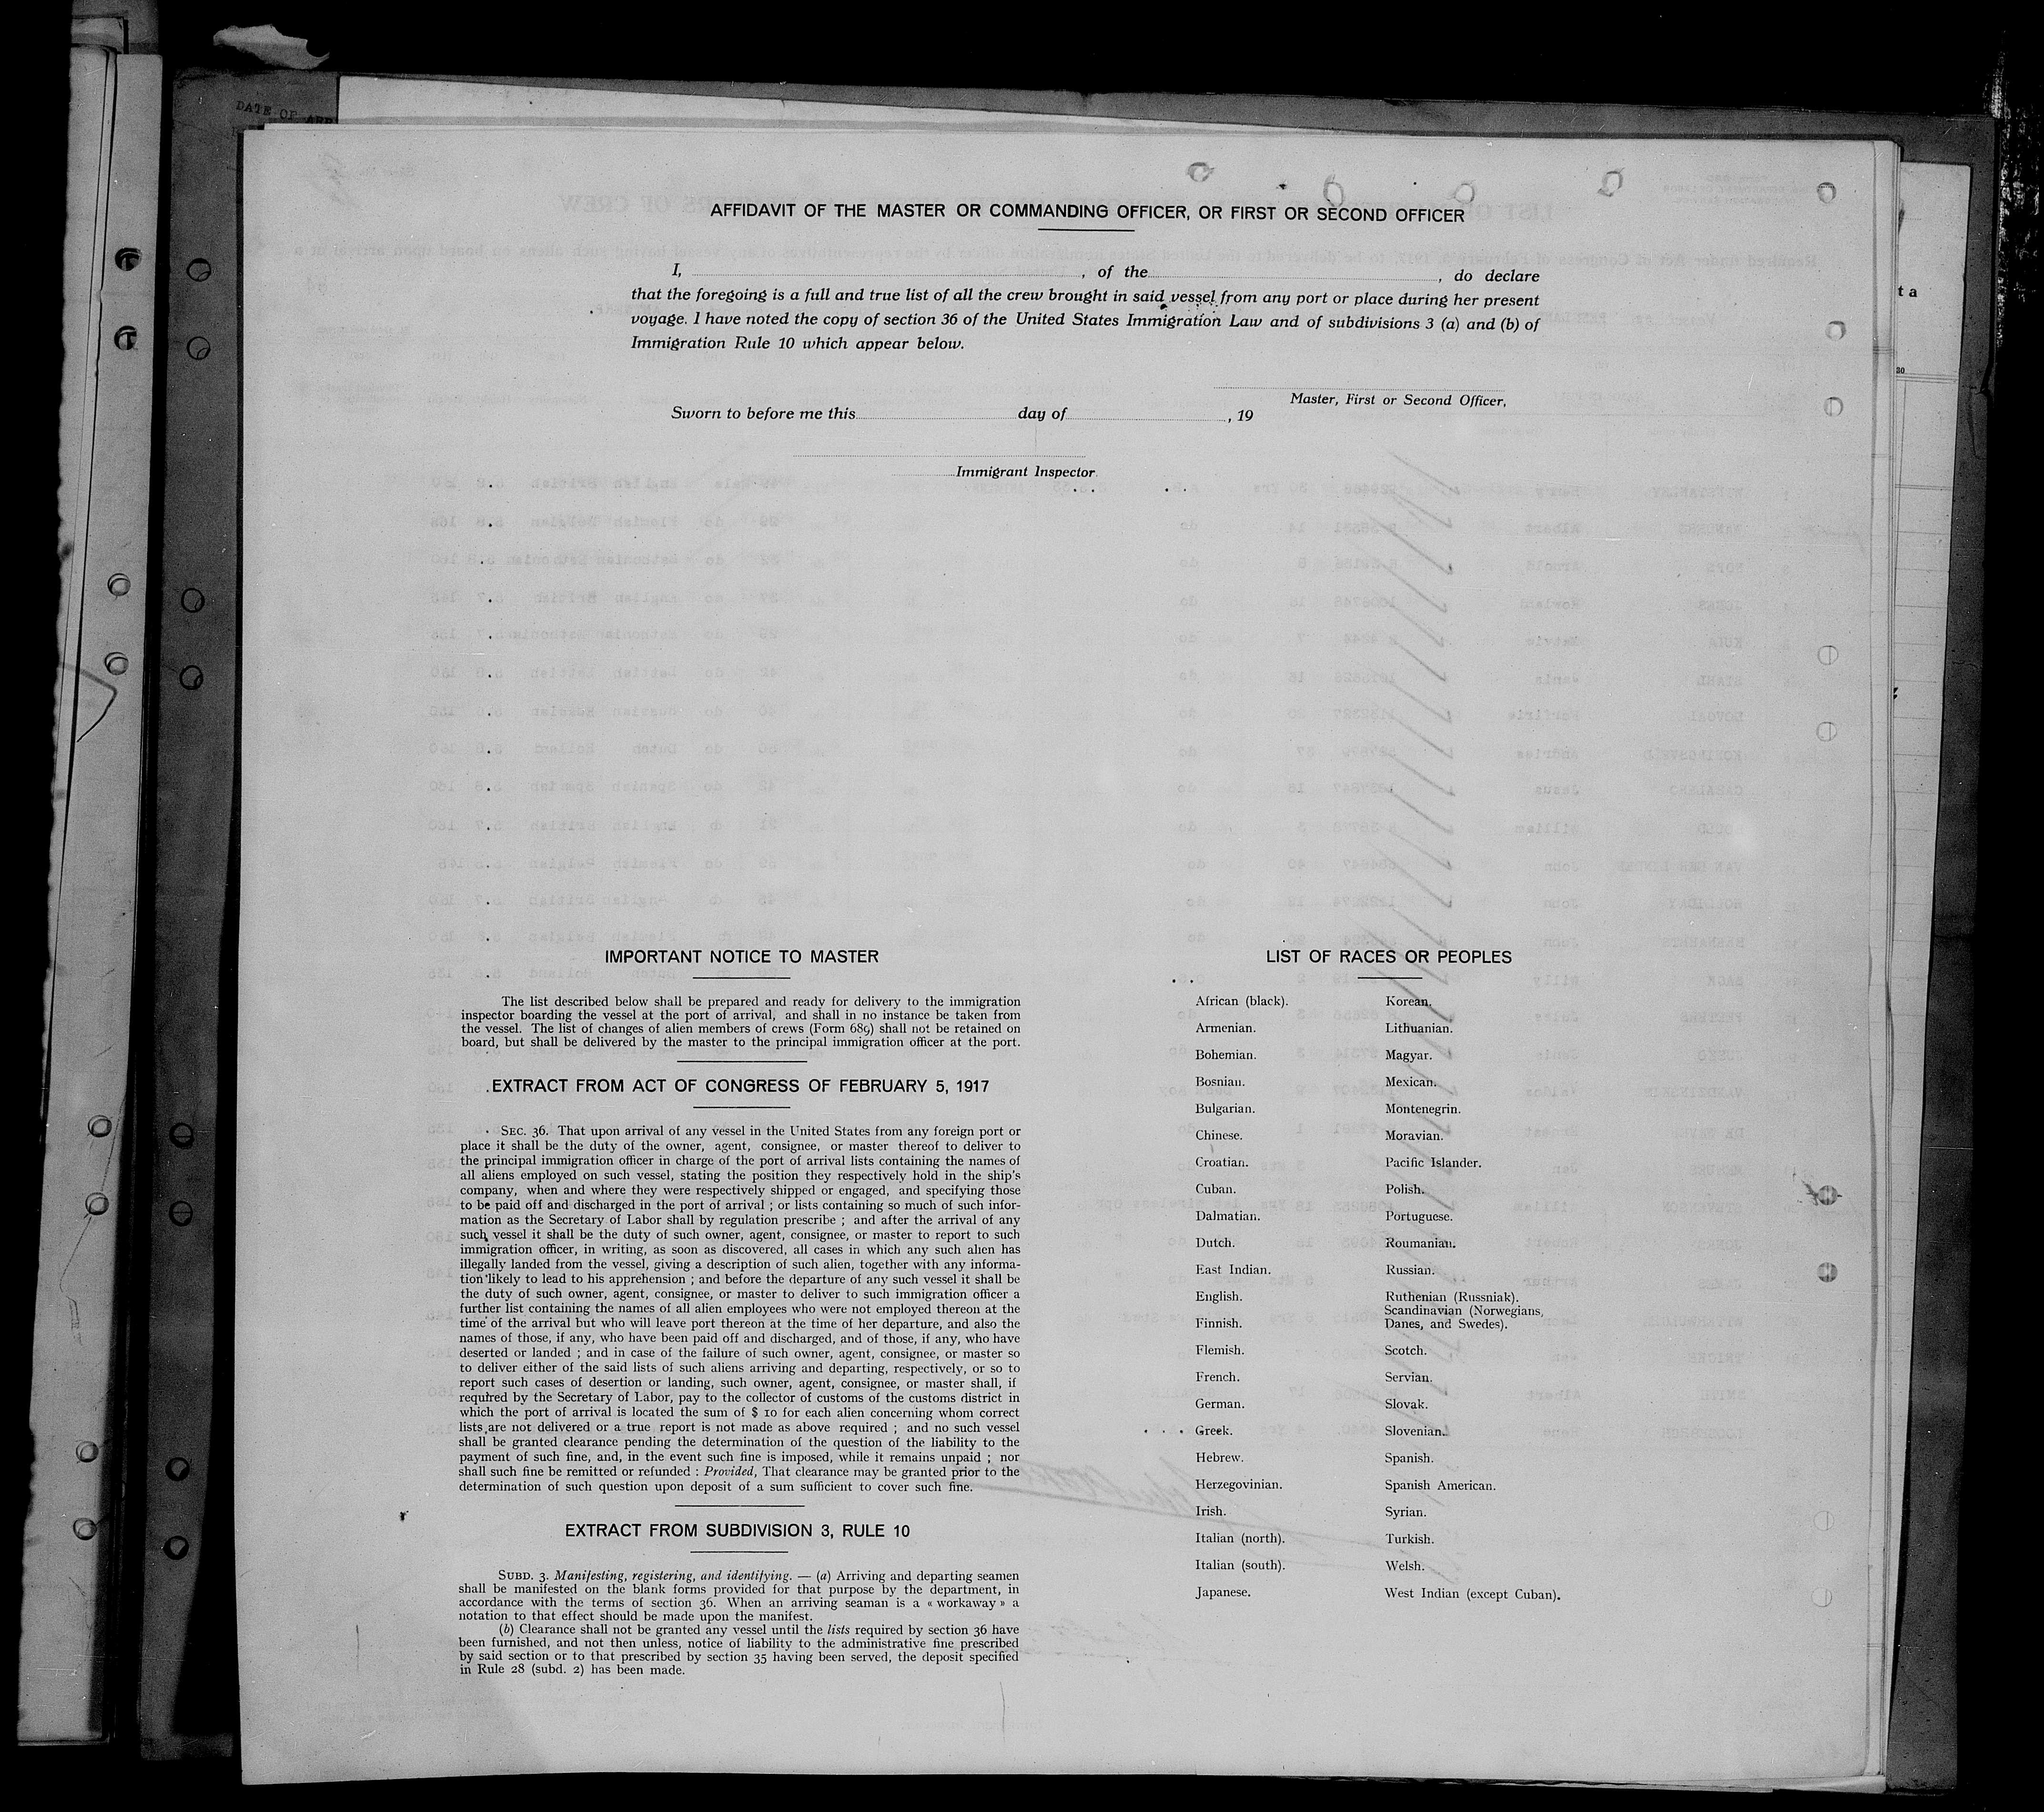 DATE OF ARR
AFFIDAVIT OF THE MASTER OR COMMANDING OFFICER, OR FIRST OR SECOND OFFICER
I, , of the , do declare
that the foregoing is a full and true list of all the crew brought in said vessel from any port or place during her present
voyage. I have noted the copy of section 36 of the United States Immigration Law and of subdivisions 3 (a) and (b) of
Immigration Rule 10 which appear below.
Master, First or Second Officer,
Sworn to before me this day of , 19
Immigrant Inspector
IMPORTANT NOTICE TO MASTER
The list described below shall be prepared and ready for delivery to the immigration
inspector boarding the vessel at the port of arrival, and shall in no instance be taken from
the vessel. The list of changes of alien members of crews (Form 689) shall not be retained on
board, but shall be delivered by the master to the principal immigration officer at the port.
EXTRACT FROM ACT OF CONGRESS OF FEBRUARY 5, 1917
SEC. 36. That upon arrival of any vessel in the United States from any foreign port or
place it shall be the duty of the owner, agent, consignee, or master thereof to deliver to
the principal immigration officer in charge of the port of arrival lists containing the names of
all aliens employed on such vessel, stating the position they respectively hold in the ship's
company, when and where they were respectively shipped or engaged, and specifying those
to be paid off and discharged in the port of arrival ; or lists containing so much of such infor-
mation as the Secretary of Labor shall by regulation prescribe ; and after the arrival of any
such vessel it shall be the duty of such owner, agent, consignee, or master to report to such
immigration officer, in writing, as soon as discovered, all cases in which any such alien has
illegally landed from the vessel, giving a description of such alien, together with any informa-
tion likely to lead to his apprehension ; and before the departure of any such vessel it shall be
the duty of such owner, agent, consignee, or master to deliver to such immigration officer a
further list containing the names of all alien employees who were not employed thereon at the
time of the arrival but who will leave port thereon at the time of her departure, and also the
names of those, if any, who have been paid off and discharged, and of those, if any, who have
deserted or landed ; and in case of the failure of such owner, agent, consignee, or master so
to deliver either of the said lists of such aliens arriving and departing, respectively, or so to
report such cases of desertion or landing, such owner, agent, consignee, or master shall, if
required by the Secretary of Labor, pay to the collector of customs of the customs district in
which the port of arrival is located the sum of $ 10 for each alien concerning whom correct
lists are not delivered or a true report is not made as above required ; and no such vessel
shall be granted clearance pending the determination of the question of the liability to the
payment of such fine, and, in the event such fine is imposed, while it remains unpaid ; nor
shall such fine be remitted or refunded : Provided, That clearance may be granted prior to the
determination of such question upon deposit of a sum sufficient to cover such fine.
EXTRACT FROM SUBDIVISION 3, RULE 10
SUBD. 3. Manifesting, registering, and identifying. — (a) Arriving and departing seamen
shall be manifested on the blank forms provided for that purpose by the department, in
accordance with the terms of section 36. When an arriving seaman is a « workaway » a
notation to that effect should be made upon the manifest.
(b) Clearance shall not be granted any vessel until the lists required by section 36 have
been furnished, and not then unless, notice of liability to the administrative fine prescribed
by said section or to that prescribed by section 35 having been served, the deposit specified
in Rule 28 (subd. 2) has been made.
LIST OF RACES OR PEOPLES
African (black).
Armenian.
Bohemian.
Bosnian.
Bulgarian.
Chinese.
Croatian.
Cuban.
Dalmatian.
Dutch.
East Indian.
English.
Finnish.
Flemish.
French.
German.
Greek.
Hebrew.
Herzegovinian.
Irish.
Italian (north).
Italian (south).
Japanese.
Korean.
Lithuanian.
Magyar.
Mexican.
Montenegrin.
Moravian.
Pacific Islander.
Polish.
Portuguese.
Roumanian.
Russian.
Ruthenian (Russniak).
Scandinavian (Norwegians,
Danes, and Swedes).
Scotch.
Servian.
Slovak.
Slovenian.
Spanish.
Spanish American.
Syrian.
Turkish.
Welsh.
West Indian (except Cuban).
t a
30